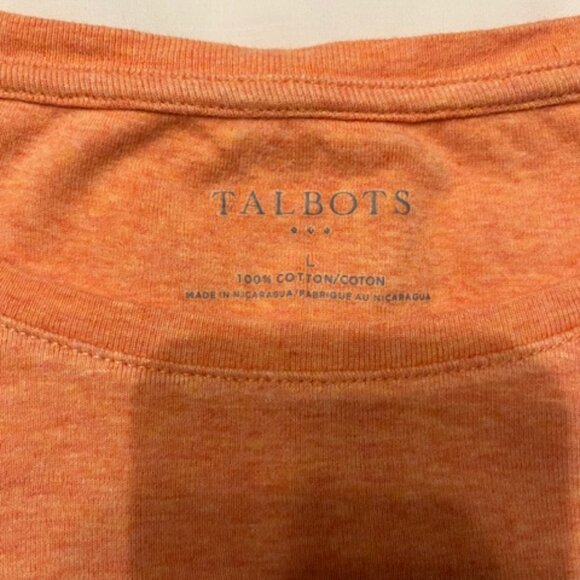 TALBOTS
L
100% COTTON/COTON
MADE IN NICARAGUA/FABRIQUE AU NICARAGUA